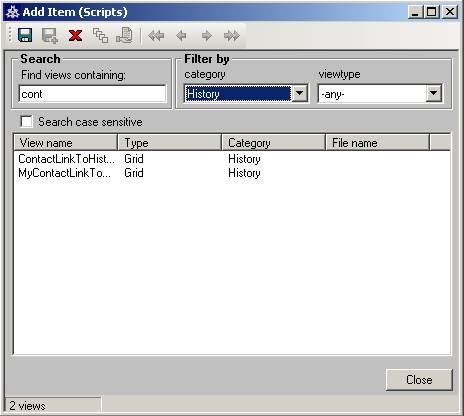 Add Item (Scripts)
Search
Find views containing:
cont
Filter by
category
viewtype
History
-any-
Search case sensitive
View name Type Category File name
ContactLinkToHist... Grid History
MyContactLinkTo... Grid History
Close
2 views